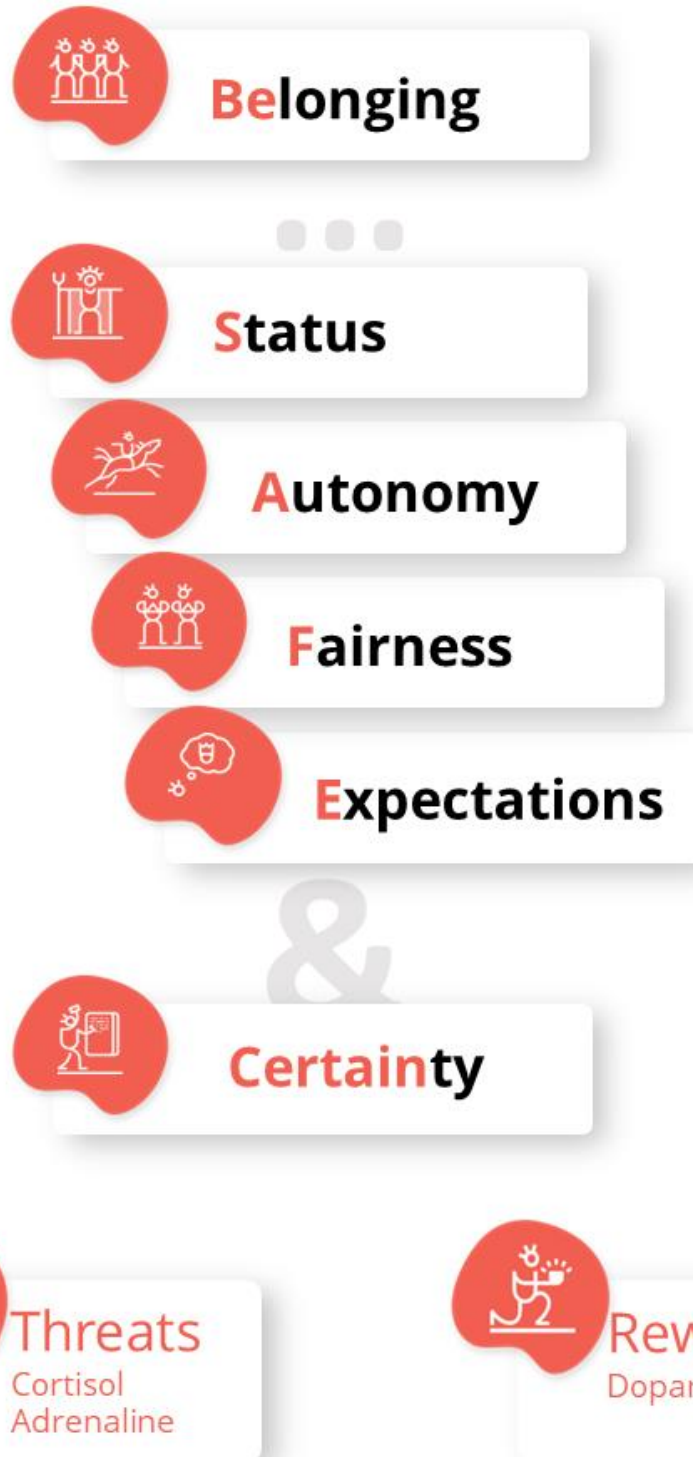 Belonging
Status
Autonomy
Fairness
Expectations
&
Certainty
Threats
Cortisol
Adrenaline